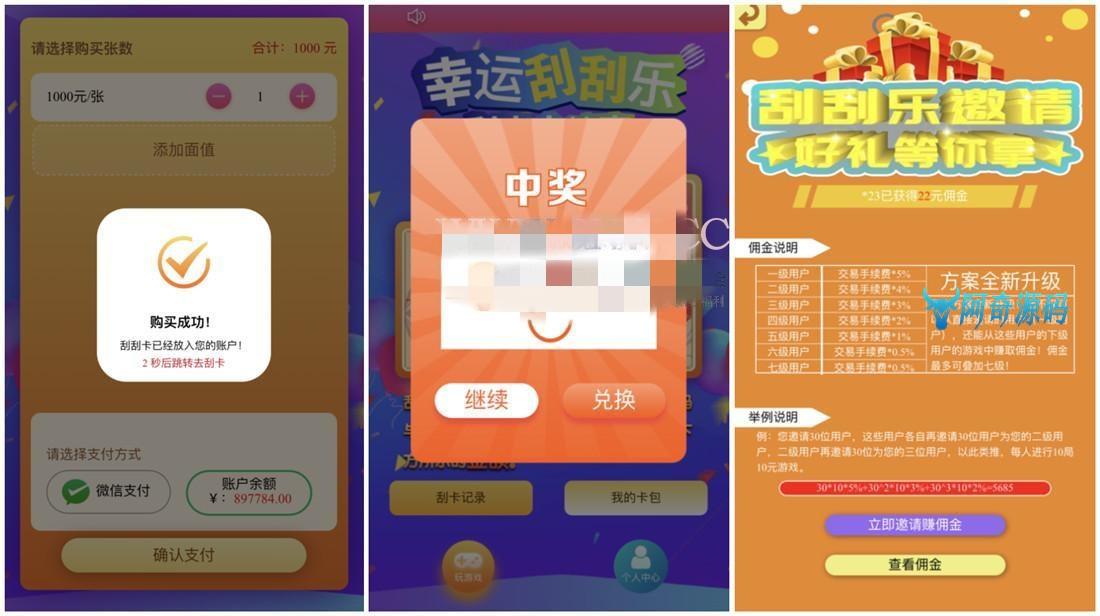 请选择购买张数
合计：1000 元
1000元/张
1
添加面值
购买成功!
刮刮卡已经放入您的账户!
2 秒后跳转去刮卡
请选择支付方式
微信支付
账户余额
¥：897784.00
确认支付
幸运刮刮乐
中奖
CC
福利
继续
兑换
刮卡记录
我的卡包
玩游戏
个人中心
刮刮乐邀请
好礼等你拿
*23已获得22元佣金
佣金说明
一级用户 交易手续费*5%
二级用户 交易手续费*4%
三级用户 交易手续费*3%
四级用户 交易手续费*2%
五级用户 交易手续费*1%
六级用户 交易手续费*0.5%
七级用户 交易手续费*0.5%
方案全新升级
阿奇源码
户），还能从这些用户的下级
用户的游戏中赚取佣金！佣金
最多可叠加七级！
举例说明
例：您邀请30位用户，这些用户各自再邀请30位用户为您的二级用
户，二级用户再邀请30位为您的三位用户，以此类推，每人进行10局
10元游戏。
30*10*5%+30^2*10*3%+30^3*10*2%=5685
立即邀请赚佣金
查看佣金